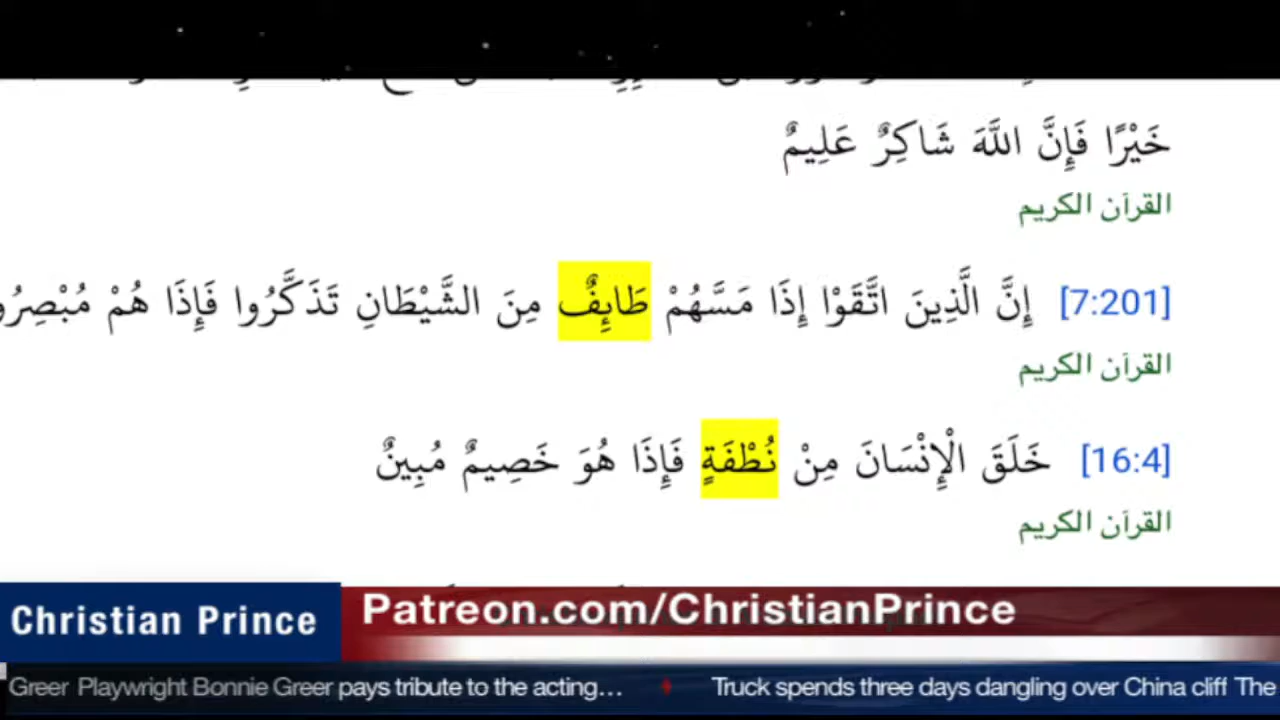 خَيْرًا فَإِنَّ اللَّهَ شَاكِرٌ عَلِيمٌ
القرآن الكريم
[7:201] إِنَّ الَّذِينَ اتَّقَوْا إِذَا مَسَّهُمْ طَائِفٌ مِنَ الشَّيْطَانِ تَذَكَّرُوا فَإِذَا هُمْ مُبْصِرُو
القرآن الكريم
[16:4] خَلَقَ الْإِنْسَانَ مِنْ نُطْفَةٍ فَإِذَا هُوَ خَصِيمٌ مُبِينٌ
القرآن الكريم
Christian Prince
Patreon.com/ChristianPrince
Greer Playwright Bonnie Greer pays tribute to the acting... Truck spends three days dangling over China cliff The